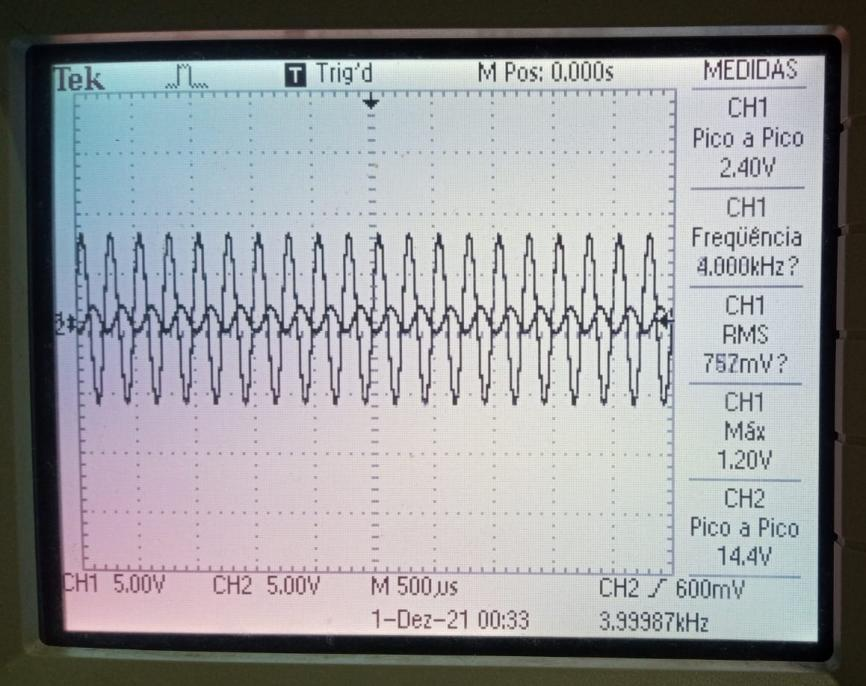 Tek T Trig'd M Pos: 0.000s MEDIDAS
CH1
Pico a Pico
2.40V
CH1
Freqüência
4.000kHz?
CH1
RMS
mV?
CH1
Máx
1.20V
CH2
Pico a Pico
14.4V
2
CH1 5.00V CH2 5.00V M 500µs CH2 600mV
1-Dez-21 00:33 3.99987kHz